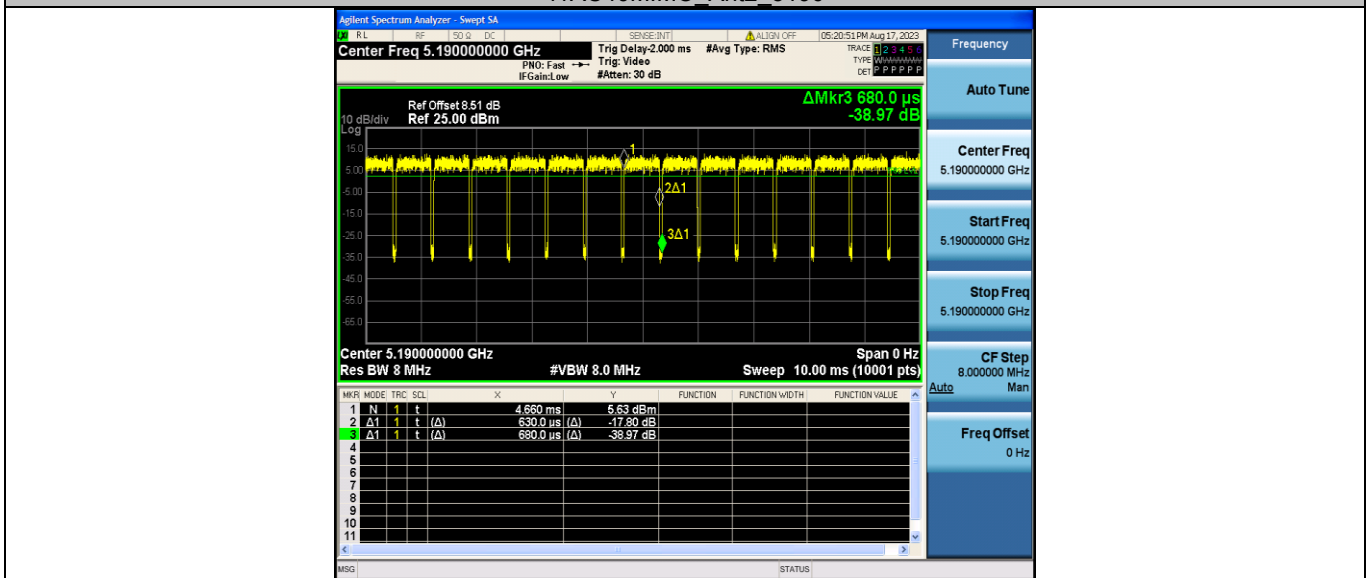 Agilent Spectrum Analyzer - Swept SA
RL RF 50 Ω DC SENSE:INT ALIGN OFF 05:20:51 PM Aug 17, 2023
Center Freq 5.190000000 GHz
PNO: Fast
IFGain:Low
Trig Delay-2.000 ms
Trig: Video
#Atten: 30 dB
#Avg Type: RMS
TRACE 1 2 3 4 5 6
TYPE
DET P P P P P P
Frequency
Ref Offset 8.51 dB
10 dB/div Ref 25.00 dBm
ΔMkr3 680.0 µs
-38.97 dB
Log
15.0
5.00
-5.00
-15.0
-25.0
-35.0
-45.0
-55.0
-65.0
1
2Δ1
3Δ1
Center 5.190000000 GHz Span 0 Hz
Res BW 8 MHz #VBW 8.0 MHz Sweep 10.00 ms (10001 pts)
MKR MODE TRC SCL X Y FUNCTION FUNCTION WIDTH FUNCTION VALUE
1 N 1 t 4.660 ms 5.63 dBm
2 Δ1 1 t (Δ) 630.0 µs (Δ) -17.80 dB
3 Δ1 1 t (Δ) 680.0 µs (Δ) -38.97 dB
4
5
6
7
8
9
10
11
MSG STATUS
Auto Tune
Center Freq
5.190000000 GHz
Start Freq
5.190000000 GHz
Stop Freq
5.190000000 GHz
CF Step
8.000000 MHz
Auto Man
Freq Offset
0 Hz